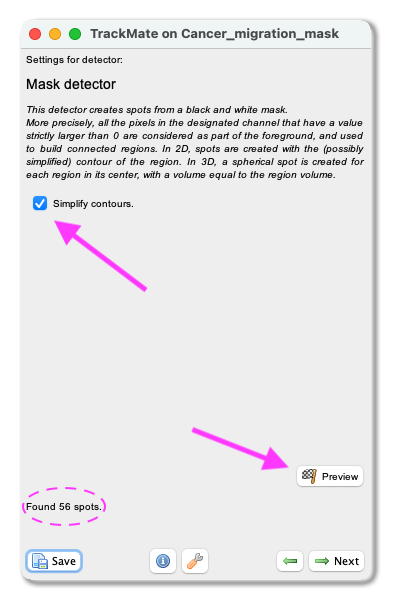 TrackMate on Cancer_migration_mask
Settings for detector:
Mask detector
This detector creates spots from a black and white mask.
More precisely, all the pixels in the designated channel that have a value
strictly larger than 0 are considered as part of the foreground, and used
to build connected regions. In 2D, spots are created with the (possibly
simplified) contour of the region. In 3D, a spherical spot is created for
each region in its center, with a volume equal to the region volume.
Simplify contours.
Preview
Found 56 spots.
Save
Next